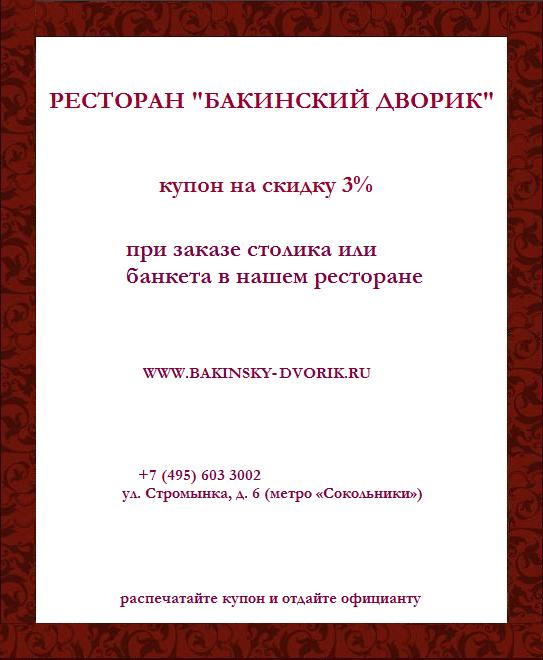 РЕСТОРАН "БАКИНСКИЙ ДВОРИК"
купон на скидку 3%
при заказе столика или
банкета в нашем ресторане
WWW.BAKINSKY-DVORIK.RU
+7 (495) 603 3002
ул. Стромынка, д. 6 (метро «Сокольники»)
распечатайте купон и отдайте официанту